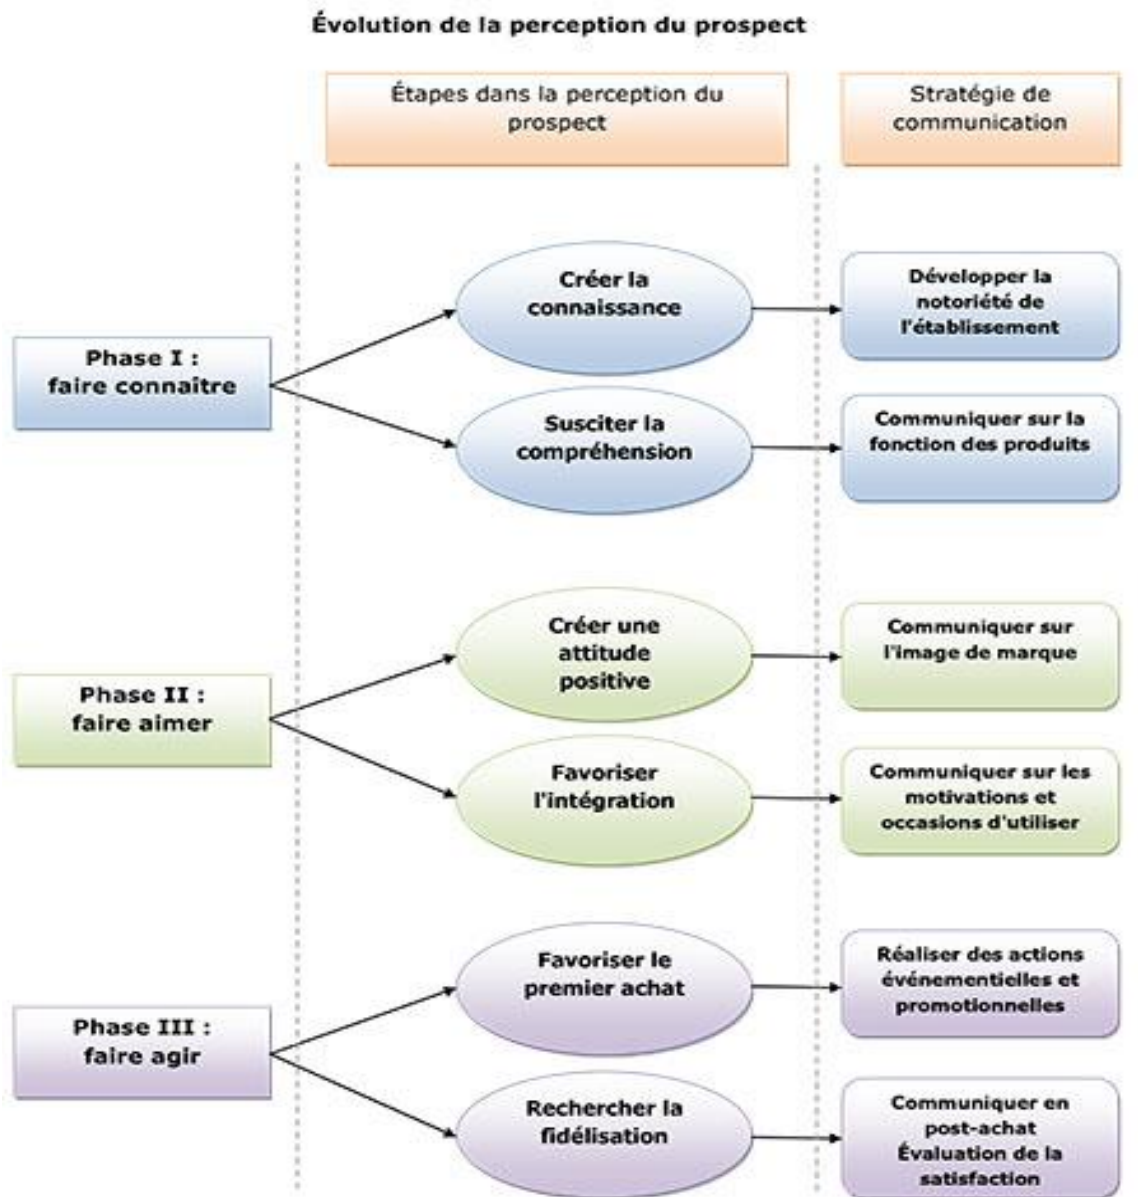 Évolution de la perception du prospect
Étapes dans la perception du
prospect
Stratégie de
communication
Phase I :
faire connaitre
Créer la
connaissance
Développer la
notoriété de
l'établissement
Susciter la
compréhension
Communiquer sur la
fonction des produits
Phase II :
faire aimer
Créer une
attitude
positive
Communiquer sur
l'image de marque
Favoriser
l'intégration
Communiquer sur les
motivations et
occasions d'utiliser
Phase III :
faire agir
Favoriser le
premier achat
Réaliser des actions
événementielles et
promotionnelles
Rechercher la
fidélisation
Communiquer en
post-achat
Évaluation de la
satisfaction